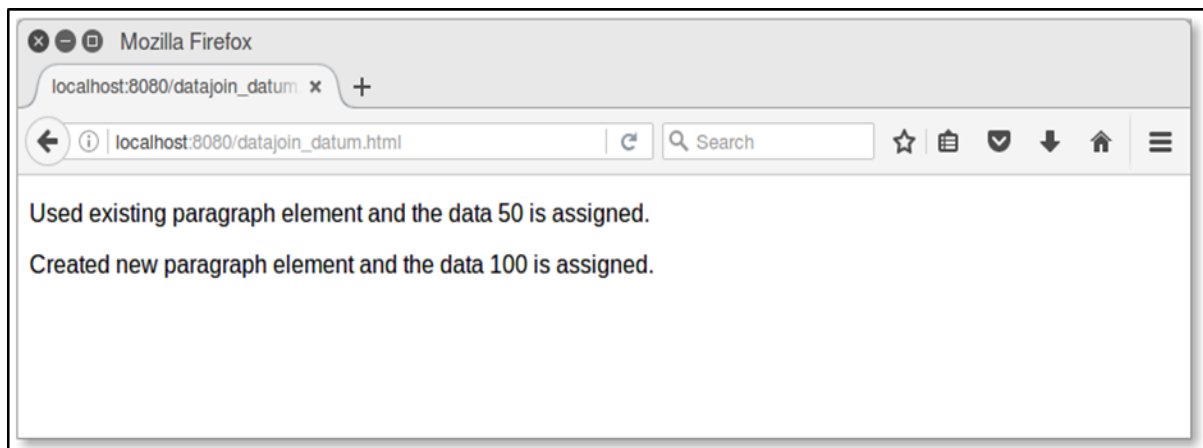 Mozilla Firefox
localhost:8080/datajoin_datum.
localhost:8080/datajoin_datum.html
Search
Used existing paragraph element and the data 50 is assigned.
Created new paragraph element and the data 100 is assigned.